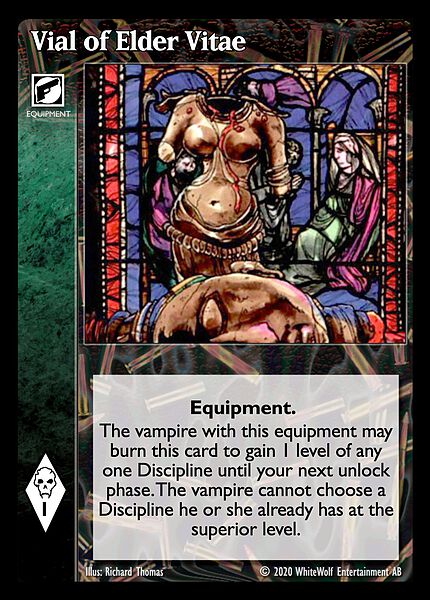 Vial of Elder Vitae
EQUIPMENT
Equipment.
The vampire with this equipment may
burn this card to gain 1 level of any
one Discipline until your next unlock
phase. The vampire cannot choose a
Discipline he or she already has at the
superior level.
I
Illus: Richard Thomas
© 2020 WhiteWolf Entertainment AB